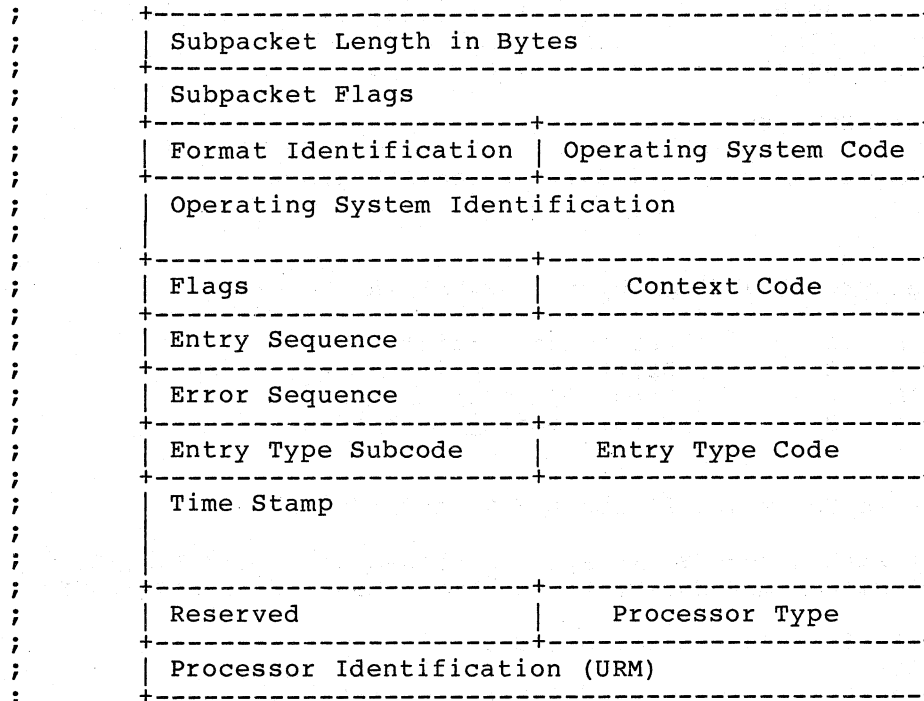 ; +-----------------------------------------------
; | Subpacket Length in Bytes
; +-----------------------------------------------
; | Subpacket Flags
; +-----------------------+-----------------------
; | Format Identification | Operating System Code
; +-----------------------+-----------------------
; | Operating System Identification
; |
; +-----------------------+-----------------------
; | Flags | Context Code
; +-----------------------+-----------------------
; | Entry Sequence
; +-----------------------------------------------
; | Error Sequence
; +-----------------------+-----------------------
; | Entry Type Subcode | Entry Type Code
; +-----------------------+-----------------------
; | Time Stamp
; |
; |
; +-----------------------+-----------------------
; | Reserved | Processor Type
; +-----------------------+-----------------------
; | Processor Identification (URM)
; +-----------------------------------------------